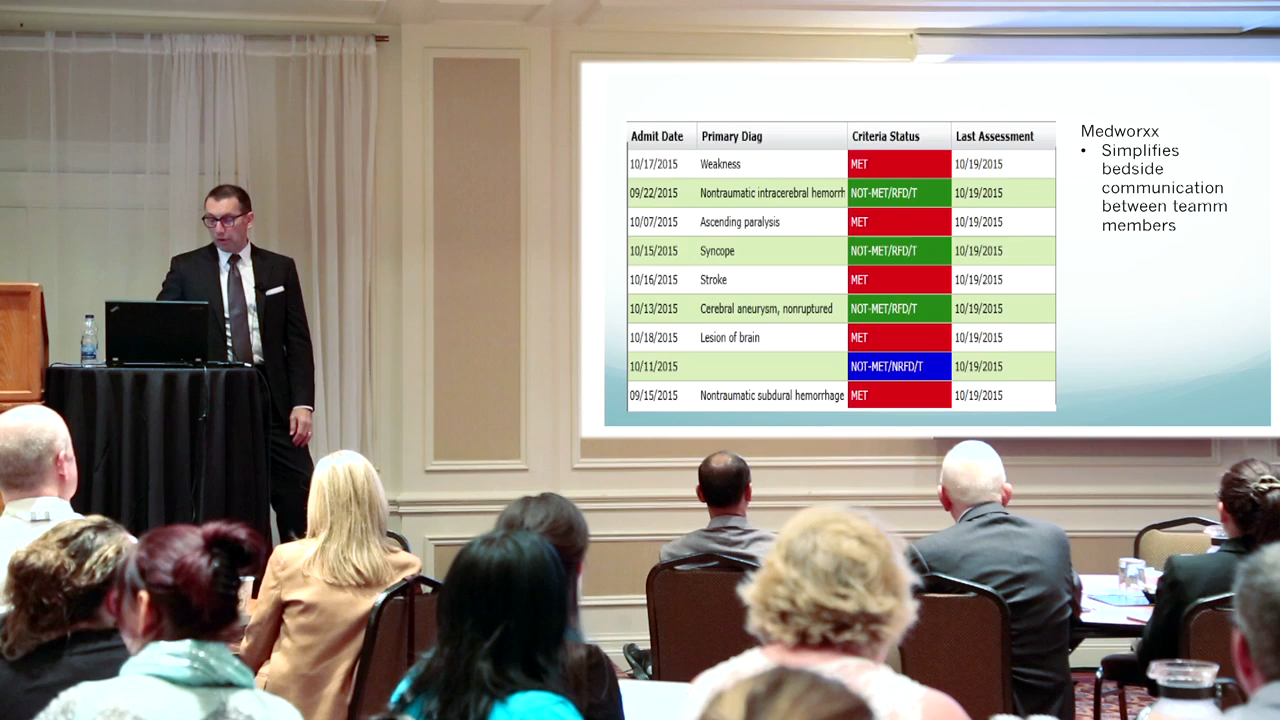 Admit Date Primary Diag Criteria Status Last Assessment
10/17/2015 Weakness MET 10/19/2015
09/22/2015 Nontraumatic intracerebral hemorrh NOT-MET/RFD/T 10/19/2015
10/07/2015 Ascending paralysis MET 10/19/2015
10/15/2015 Syncope NOT-MET/RFD/T 10/19/2015
10/16/2015 Stroke MET 10/19/2015
10/13/2015 Cerebral aneurysm, nonruptured NOT-MET/RFD/T 10/19/2015
10/18/2015 Lesion of brain MET 10/19/2015
10/11/2015 NOT-MET/NRFD/T 10/19/2015
09/15/2015 Nontraumatic subdural hemorrhage MET 10/19/2015
Medworxx
• Simplifies
bedside
communication
between teamm
members